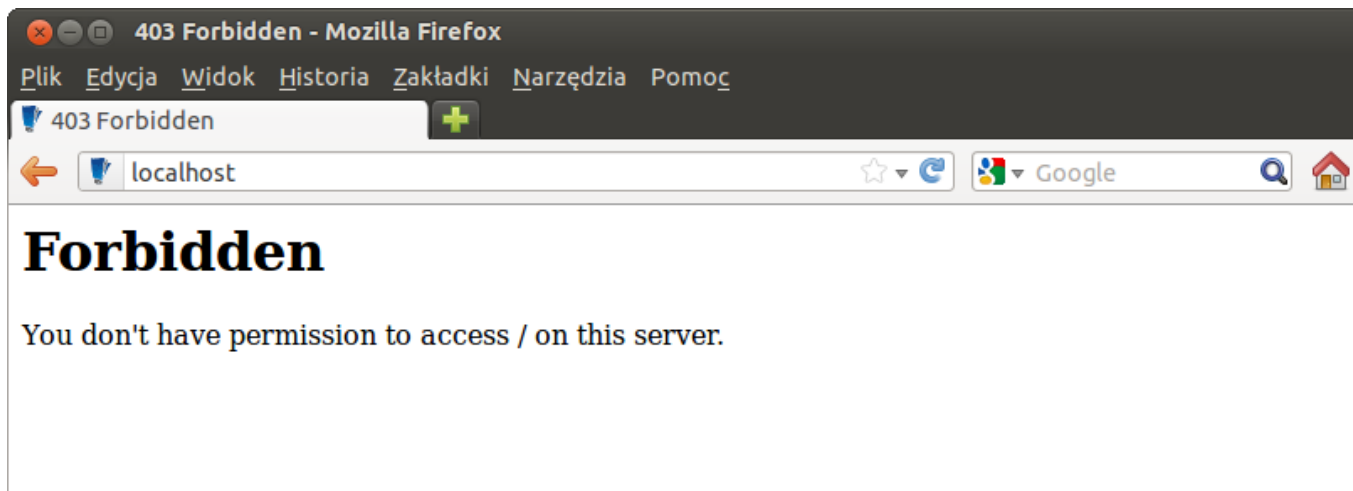 403 Forbidden - Mozilla Firefox
Plik Edycja Widok Historia Zakładki Narzędzia Pomoc
403 Forbidden
localhost Google
Forbidden
You don't have permission to access / on this server.